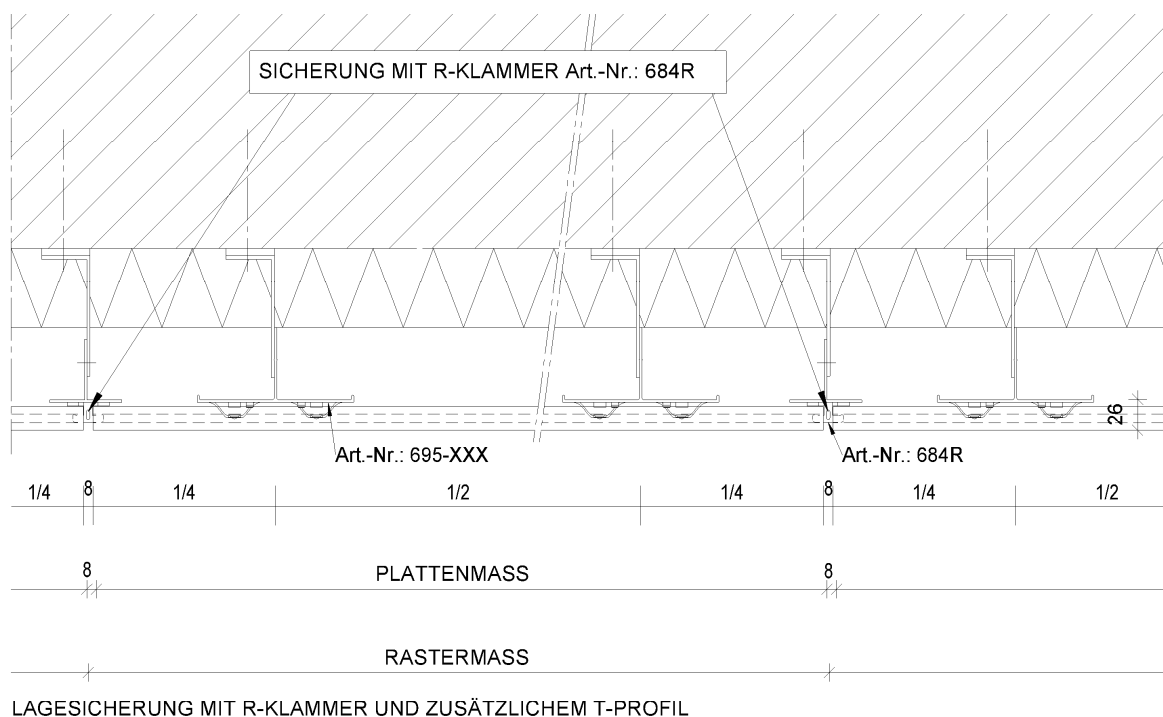 SICHERUNG MIT R-KLAMMER Art.-Nr.: 684R
26
Art.-Nr.: 695-XXX
Art.-Nr.: 684R
1/4 8 1/4 1/2 1/4 8 1/4 1/2
8 PLATTENMASS 8
RASTERMASS
LAGESICHERUNG MIT R-KLAMMER UND ZUSÄTZLICHEM T-PROFIL